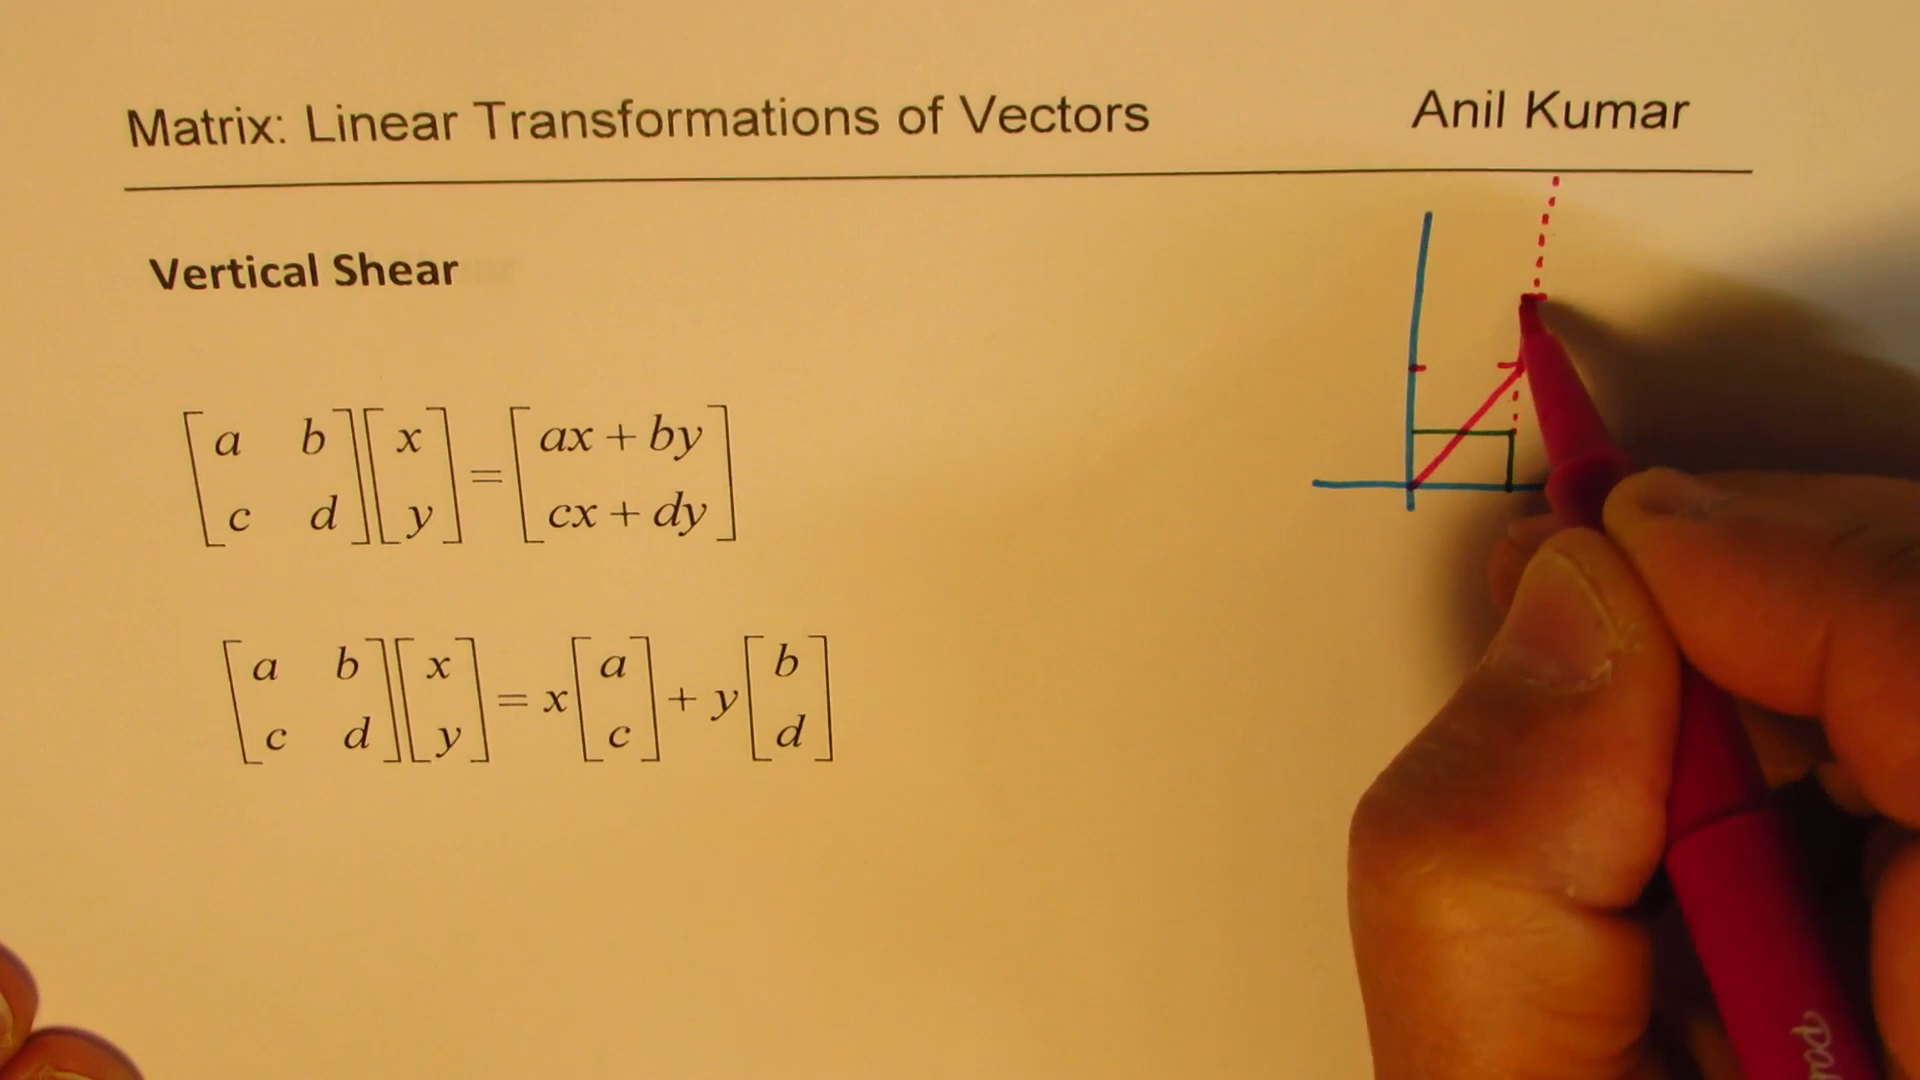 Matrix: Linear Transformations of Vectors
Anil Kumar
Vertical Shear
[a b; c d][x; y] = [ax + by; cx + dy]
[a b; c d][x; y] = x[a; c] + y[b; d]